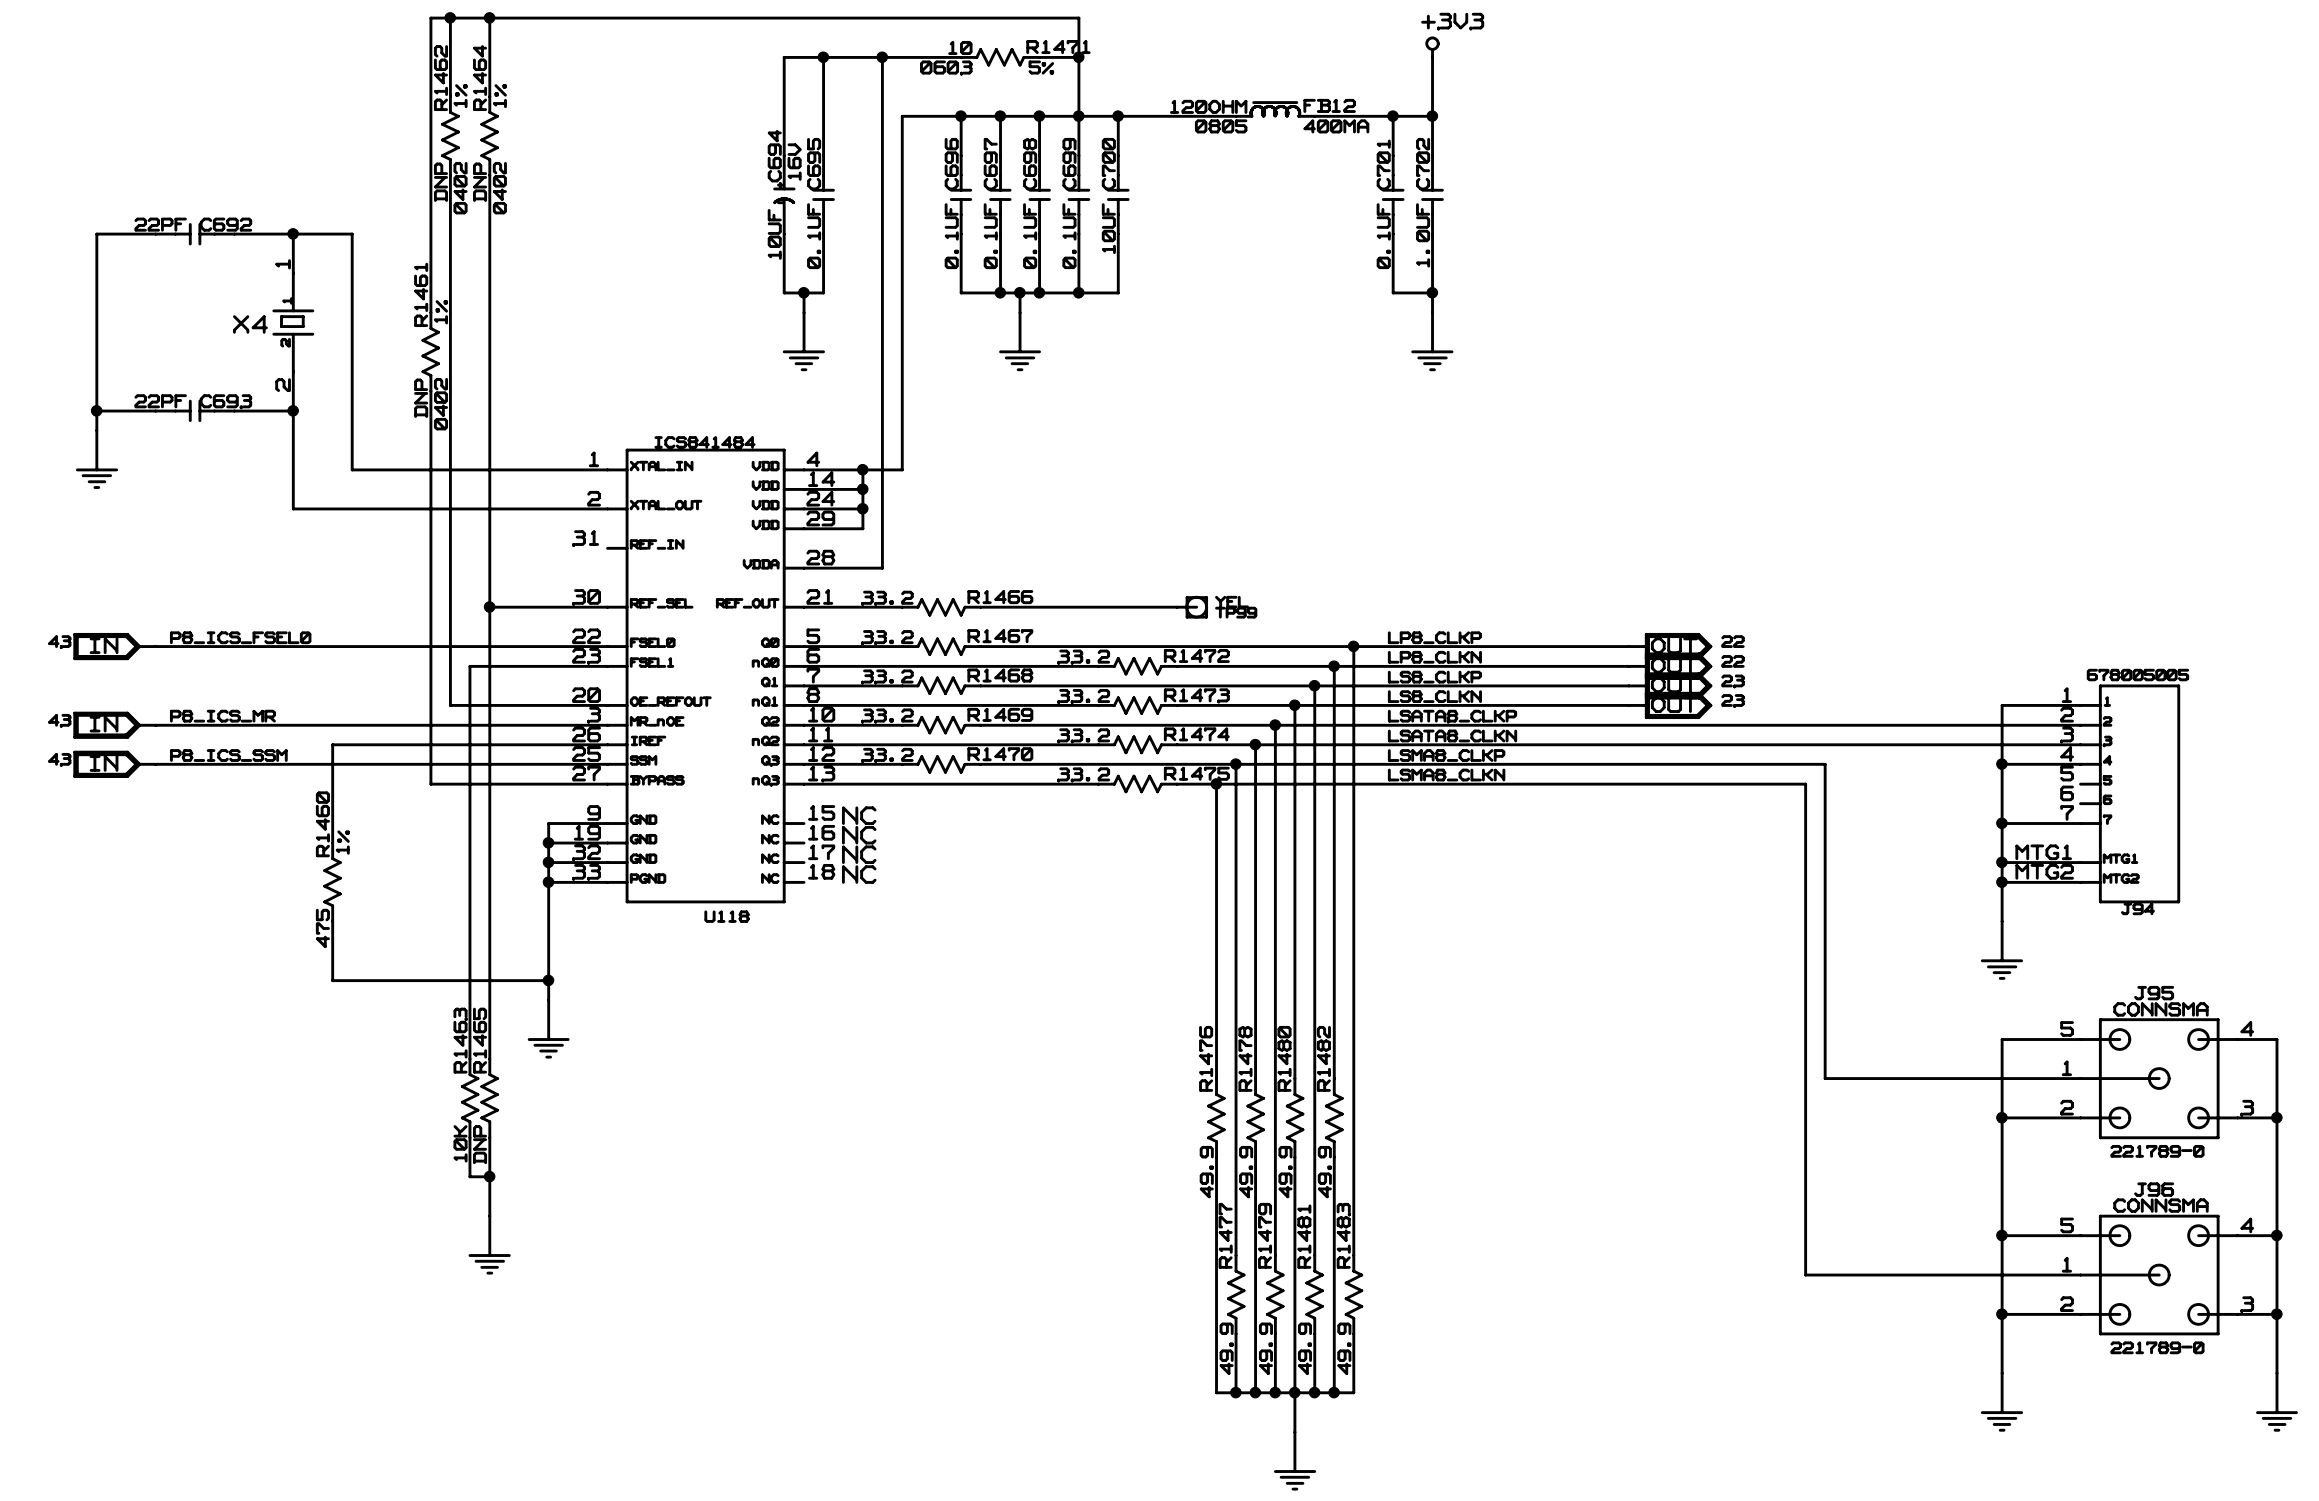 +3V3
10
R1471
0603
5%
R1462
1%
DNP
0402
R1464
1%
DNP
0402
120OHM
FB12
0805
400MA
C694
16V
10UF
C695
0.1UF
C696
0.1UF
C697
0.1UF
C698
0.1UF
C699
0.1UF
C700
10UF
C701
0.1UF
C702
1.0UF
22PF
C692
1
1
X4
2
2
22PF
C693
R1461
1%
DNP
0402
ICS841484
1 XTAL_IN
VDD 4
VDD 14
2 XTAL_OUT
VDD 24
VDD 29
31 REF_IN
VDDA 28
30 REF_SEL
REF_OUT 21
33.2 R1466
YEL
TP99
43 IN P8_ICS_FSEL0
22 FSEL0
Q0 5
33.2 R1467
LP8_CLKP
OUT 22
23 FSEL1
nQ0 6
33.2 R1472
LP8_CLKN
OUT 22
Q1 7
33.2 R1468
LS8_CLKP
OUT 23
20 OE_REFOUT
nQ1 8
33.2 R1473
LS8_CLKN
OUT 23
43 IN P8_ICS_MR
3 MR_nOE
Q2 10
33.2 R1469
LSATA8_CLKP
26 IREF
nQ2 11
33.2 R1474
LSATA8_CLKN
43 IN P8_ICS_SSM
25 SSM
Q3 12
33.2 R1470
LSMA8_CLKP
27 BYPASS
nQ3 13
33.2 R1475
LSMA8_CLKN
9 GND
NC 15 NC
19 GND
NC 16 NC
32 GND
NC 17 NC
33 PGND
NC 18 NC
U118
678005005
1 1
2 2
3 3
4 4
5 5
6 6
7 7
MTG1 MTG1
MTG2 MTG2
J94
R1460
1%
475
R1463
10K
R1465
DNP
R1476
49.9
R1478
49.9
R1480
49.9
R1482
49.9
R1477
49.9
R1479
49.9
R1481
49.9
R1483
49.9
J95
CONNSMA
5
4
1
2
3
221789-0
J96
CONNSMA
5
4
1
2
3
221789-0